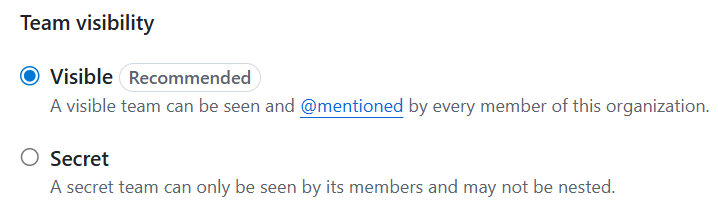 Team visibility
Visible Recommended
A visible team can be seen and @mentioned by every member of this organization.
Secret
A secret team can only be seen by its members and may not be nested.